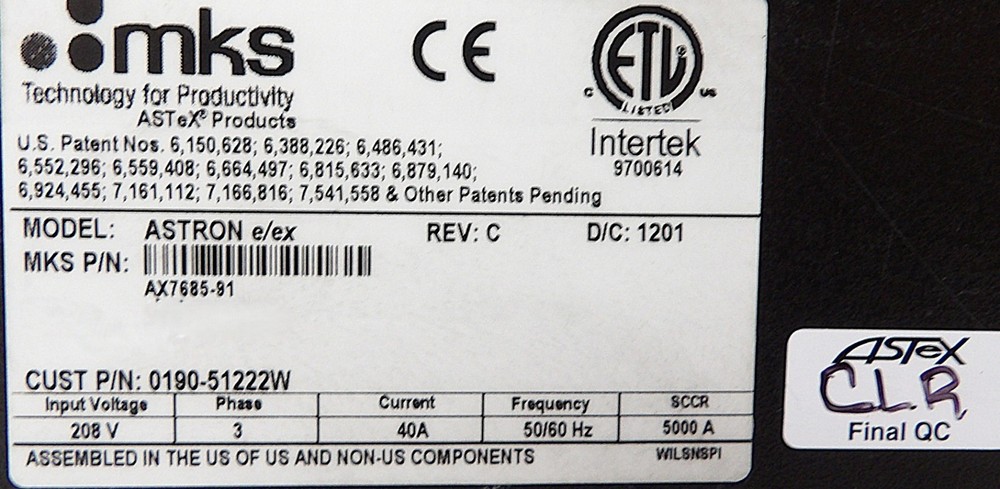 mks
Technology for Productivity
ASTeX® Products
CE
ETL ®
C LISTED US
Intertek
9700614
U.S. Patent Nos. 6,150,628; 6,388,226; 6,486,431;
6,552,296; 6,559,408; 6,664,497; 6,815,633; 6,879,140;
6,924,455; 7,161,112; 7,166,816; 7,541,558 & Other Patents Pending
MODEL: ASTRON e/ex REV: C D/C: 1201
MKS P/N:
AX7685-91
CUST P/N: 0190-51222W
Input Voltage Phase Current Frequency SCCR
208 V 3 40A 50/60 Hz 5000 A
ASSEMBLED IN THE US OF US AND NON-US COMPONENTS WILSNSPI
ASTeX
C.L.R.
Final QC